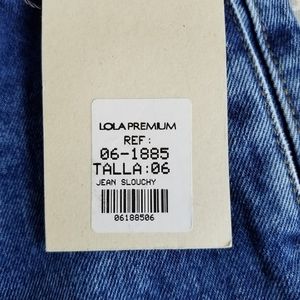 LOLA PREMIUM
REF:
06-1885
TALLA:06
JEAN SLOUCHY
06188506